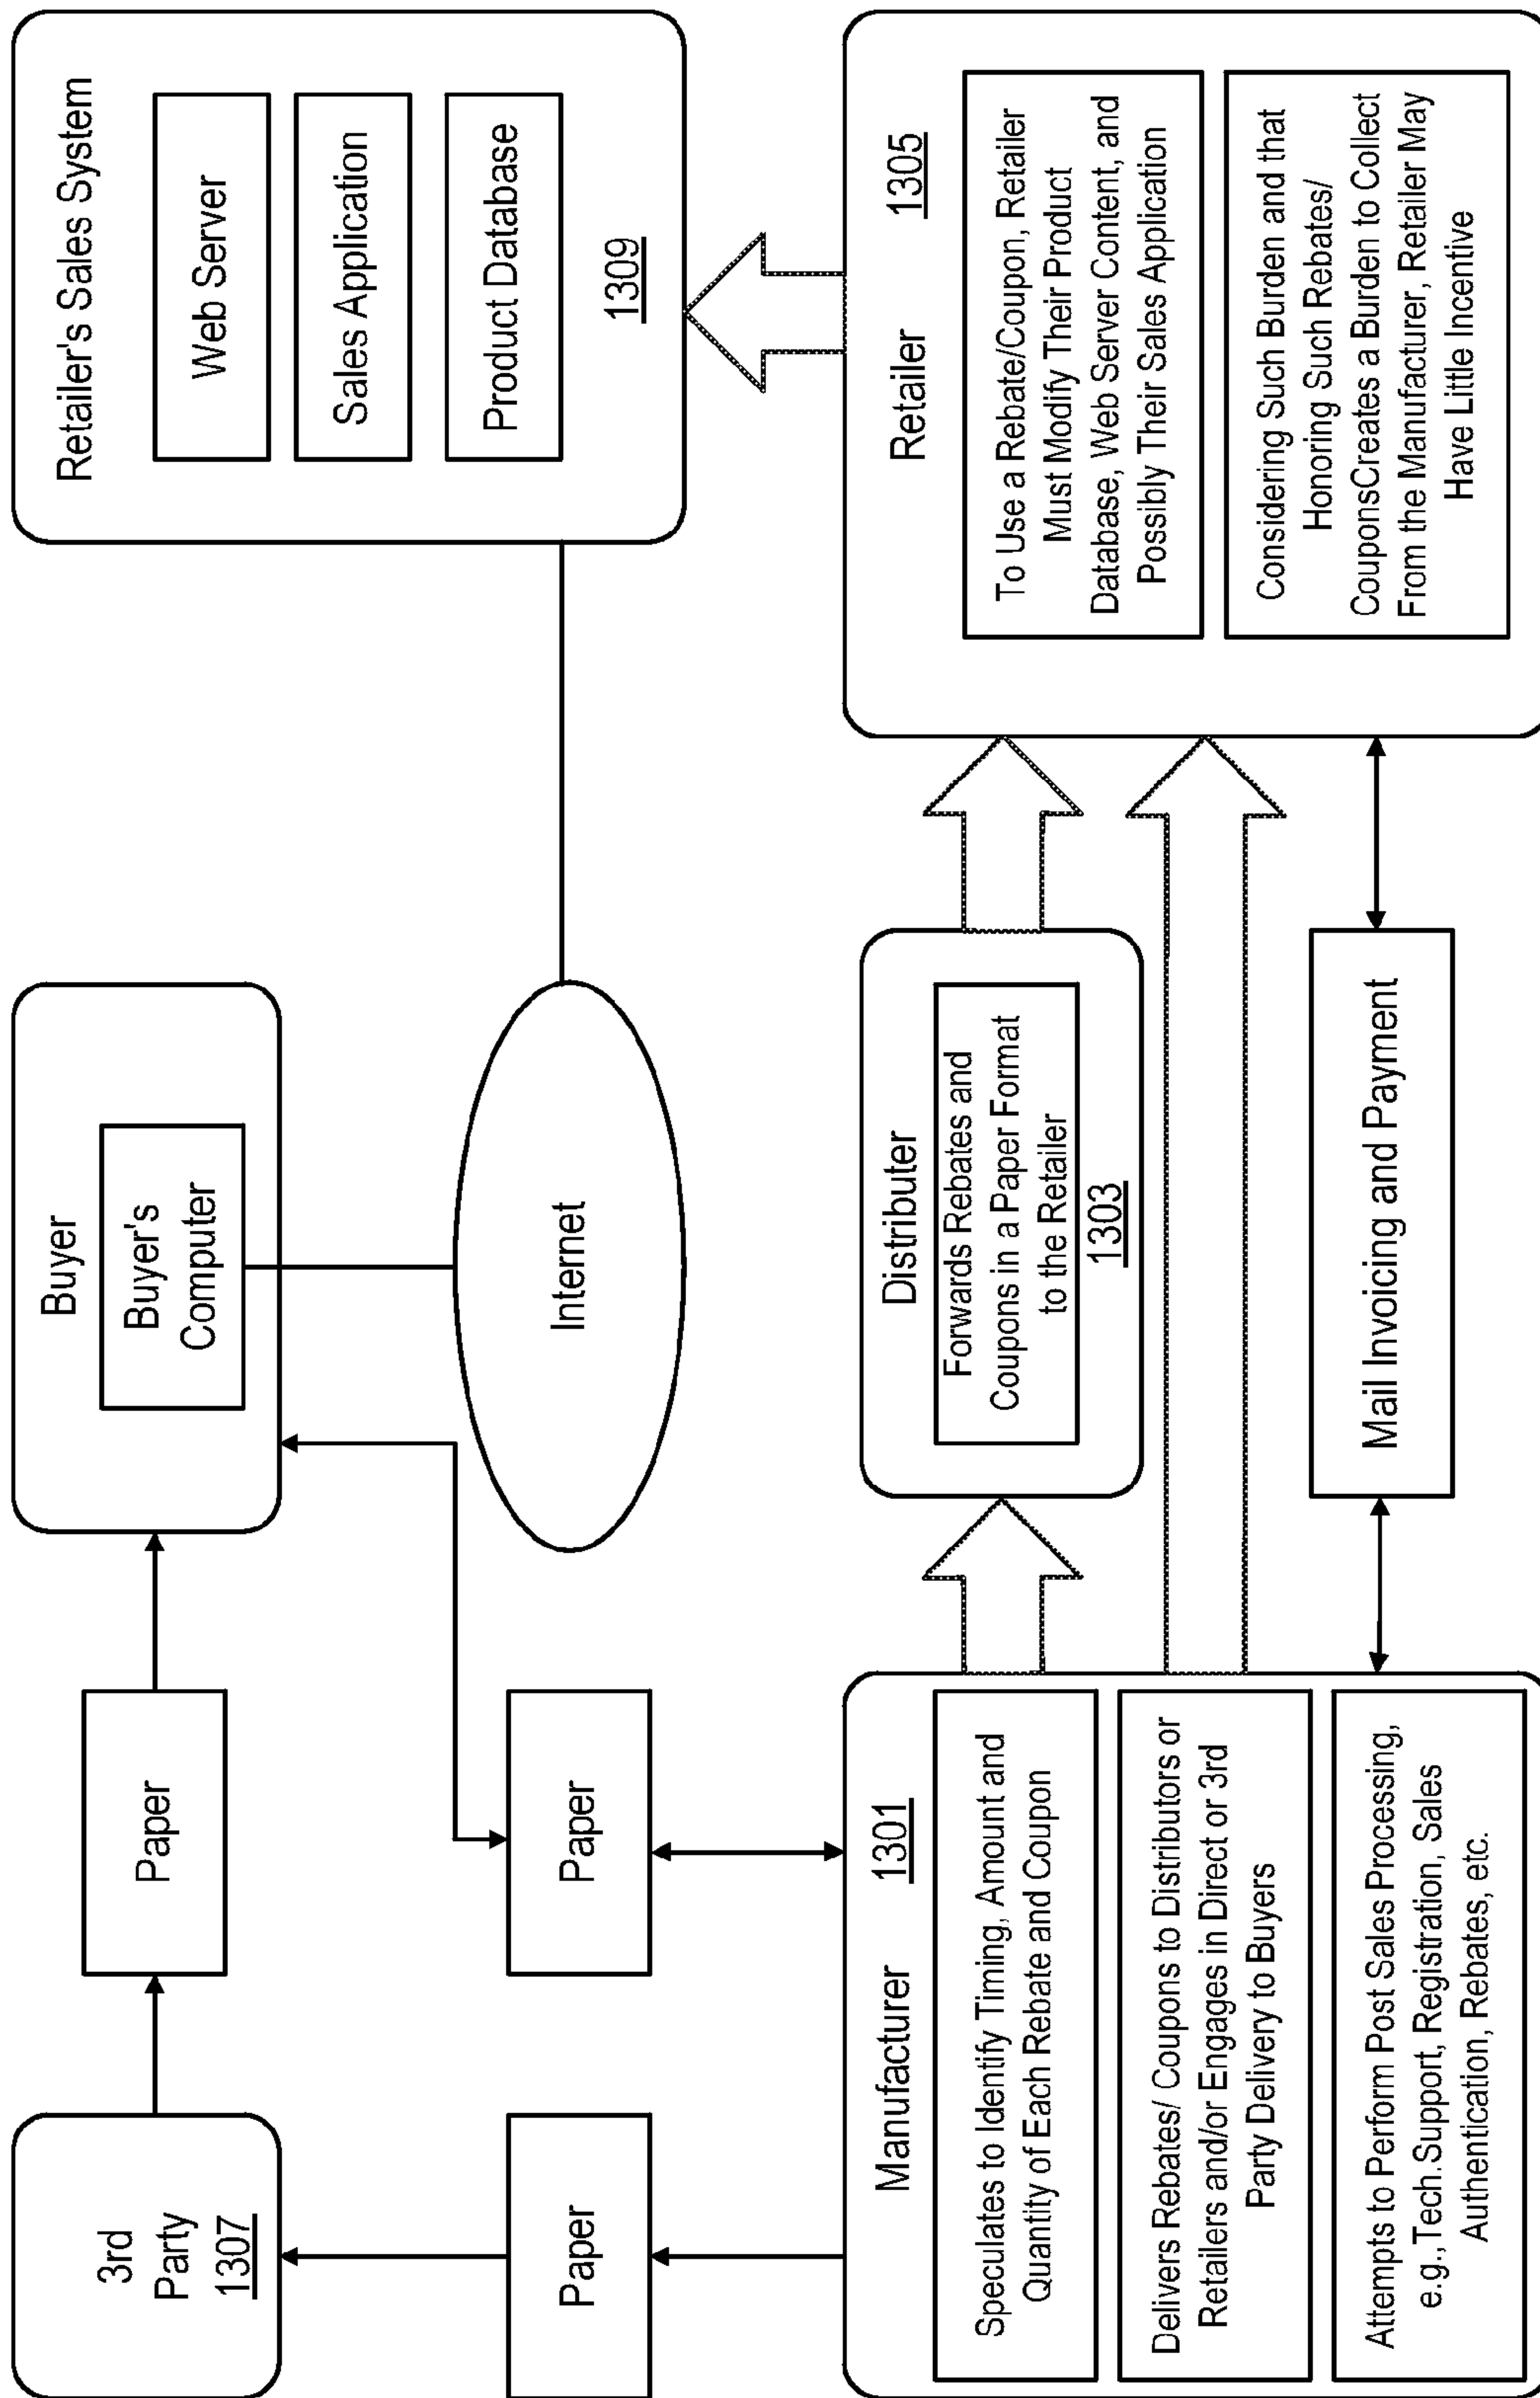 3rd
Party
1307
Paper
Buyer
Buyer's
Computer
Retailer's Sales System
Web Server
Sales Application
Product Database
1309
Paper
Paper
Internet
Manufacturer
1301
Speculates to Identify Timing, Amount and
Quantity of Each Rebate and Coupon
Delivers Rebates/ Coupons to Distributors or
Retailers and/or Engages in Direct or 3rd
Party Delivery to Buyers
Attempts to Perform Post Sales Processing,
e.g.,Tech.Support, Registration, Sales
Authentication, Rebates, etc.
Distributer
Forwards Rebates and
Coupons in a Paper Format
to the Retailer
1303
Mail Invoicing and Payment
Retailer
1305
To Use a Rebate/Coupon, Retailer
Must Modify Their Product
Database, Web Server Content, and
Possibly Their Sales Application
Considering Such Burden and that
Honoring Such Rebates/
CouponsCreates a Burden to Collect
From the Manufacturer, Retailer May
Have Little Incentive